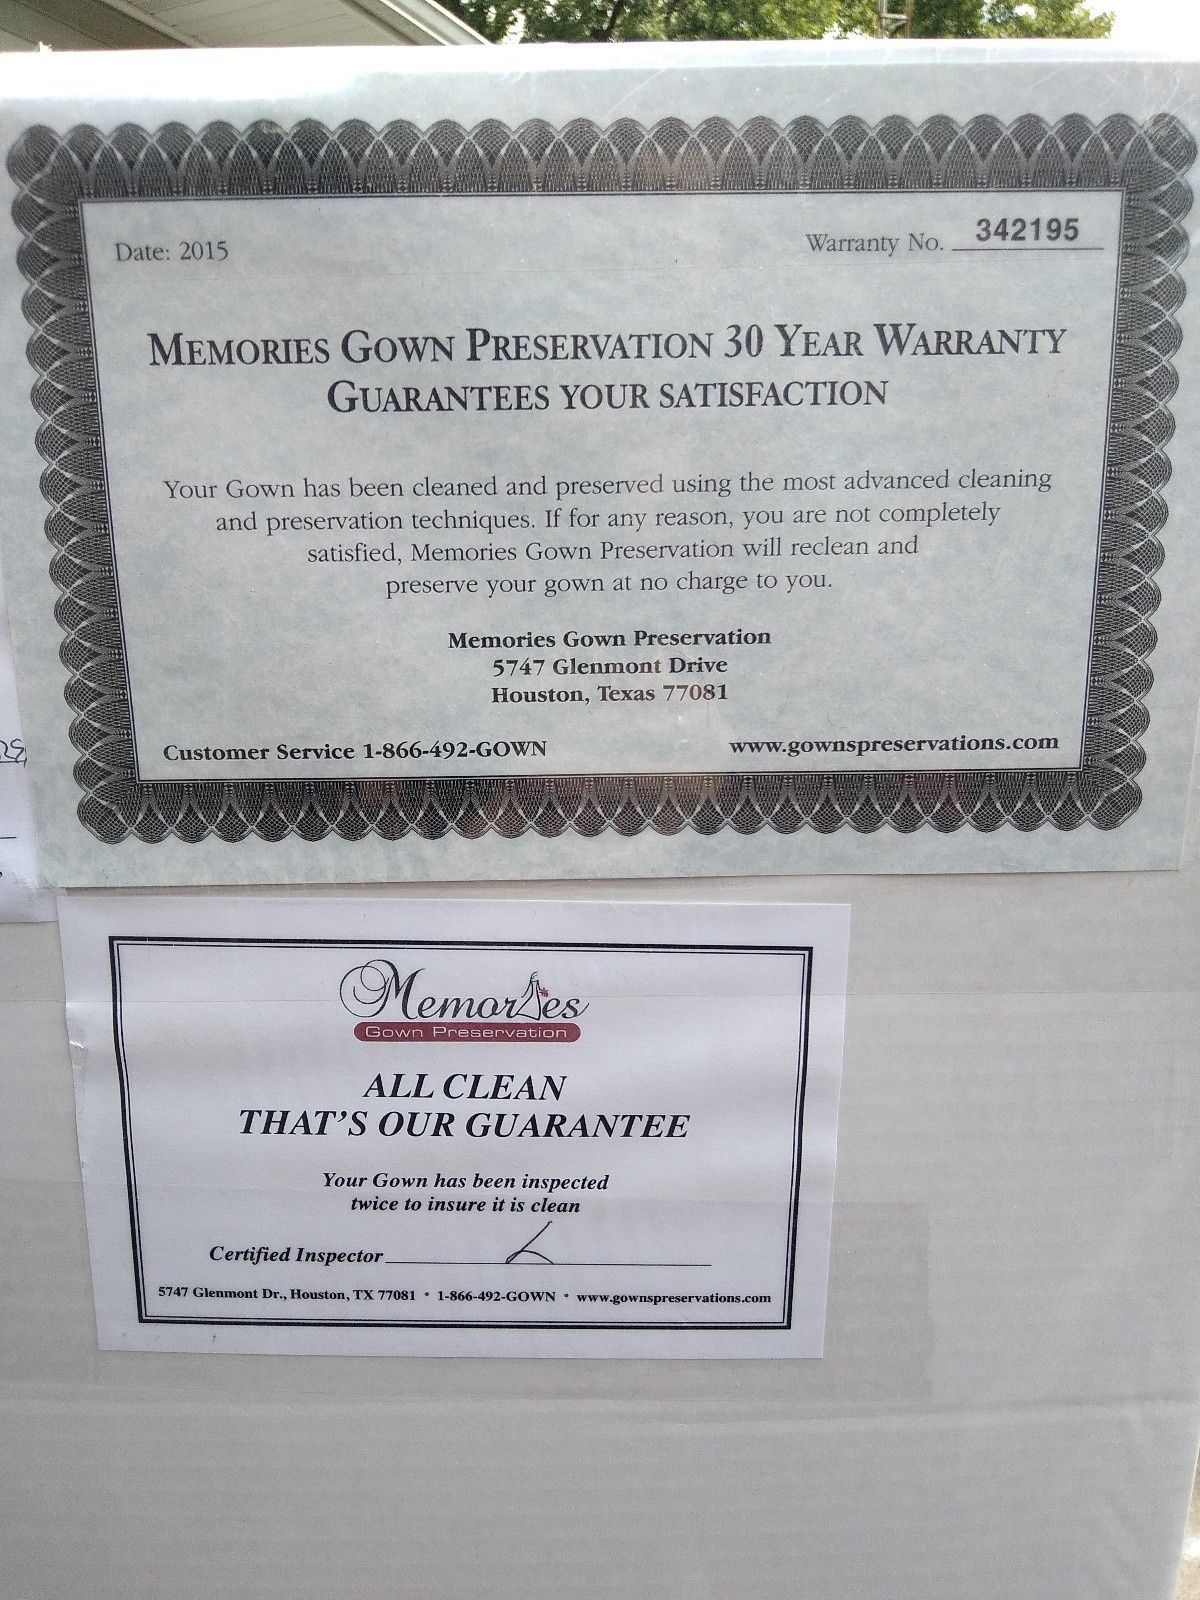 Date: 2015
Warranty No. 342195
MEMORIES GOWN PRESERVATION 30 YEAR WARRANTY
GUARANTEES YOUR SATISFACTION
Your Gown has been cleaned and preserved using the most advanced cleaning
and preservation techniques. If for any reason, you are not completely
satisfied, Memories Gown Preservation will reclean and
preserve your gown at no charge to you.
Memories Gown Preservation
5747 Glenmont Drive
Houston, Texas 77081
Customer Service 1-866-492-GOWN
www.gownspreservations.com
Memories
Gown Preservation
ALL CLEAN
THAT'S OUR GUARANTEE
Your Gown has been inspected
twice to insure it is clean
Certified Inspector
5747 Glenmont Dr., Houston, TX 77081 • 1-866-492-GOWN • www.gownspreservations.com